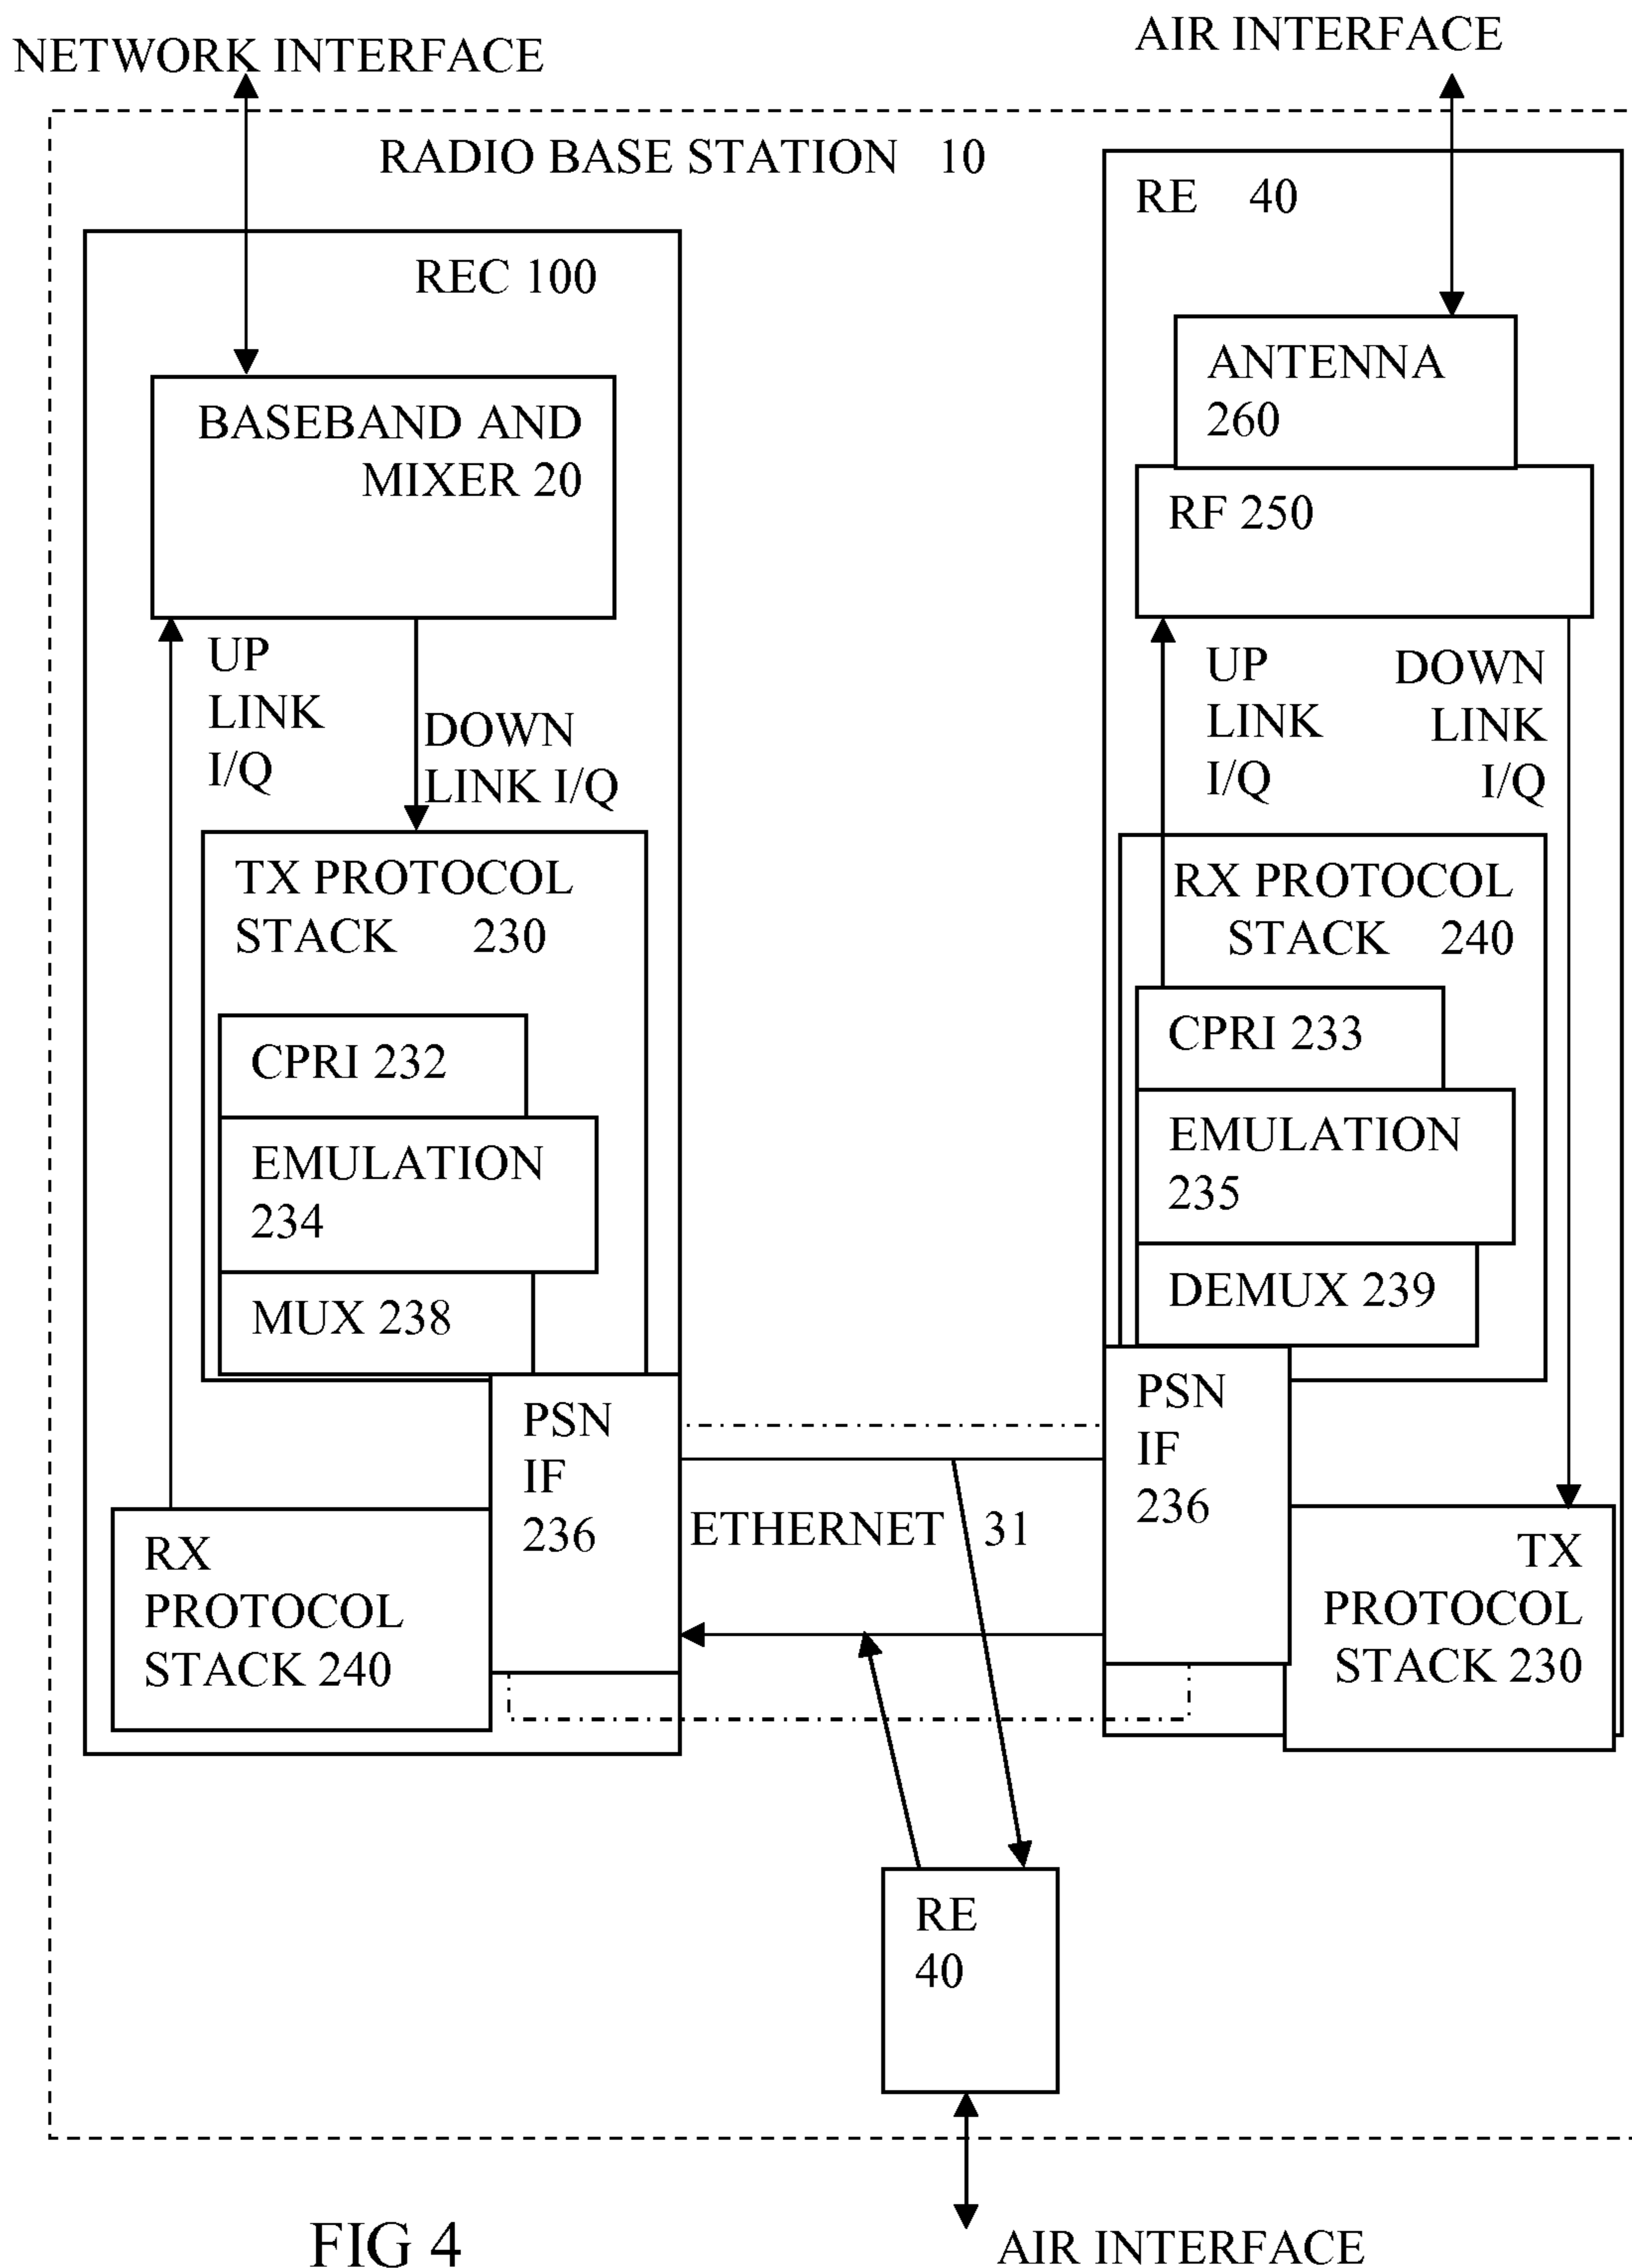 NETWORK INTERFACE
AIR INTERFACE
RADIO BASE STATION 10
REC 100
BASEBAND AND
MIXER 20
UP
LINK
I/Q
DOWN
LINK I/Q
TX PROTOCOL
STACK 230
CPRI 232
EMULATION
234
MUX 238
PSN
IF
236
RX
PROTOCOL
STACK 240
ETHERNET 31
RE 40
ANTENNA
260
RF 250
UP
LINK
I/Q
DOWN
LINK
I/Q
RX PROTOCOL
STACK 240
CPRI 233
EMULATION
235
DEMUX 239
PSN
IF
236
TX
PROTOCOL
STACK 230
RE
40
AIR INTERFACE
FIG 4